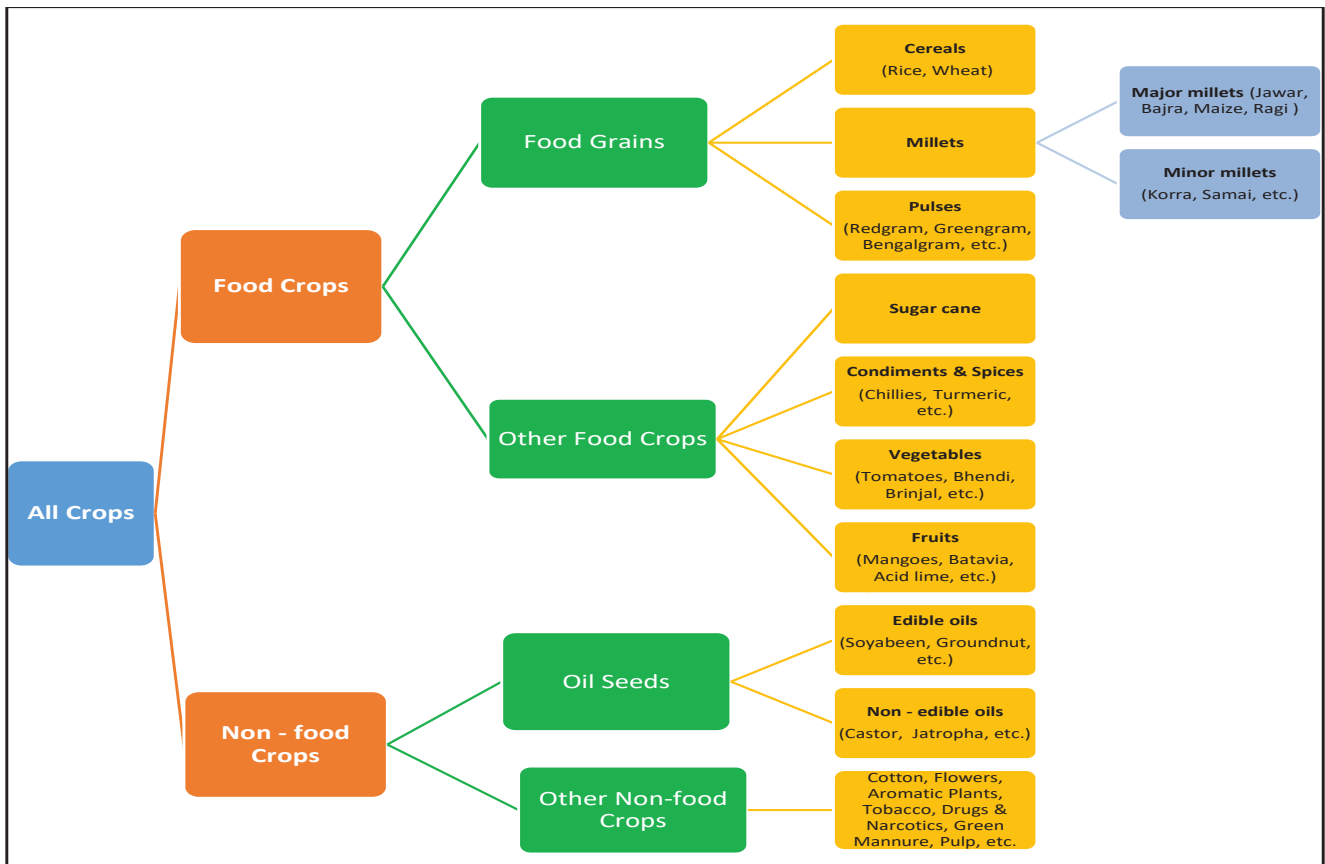 All Crops
Food Crops
Food Grains
Cereals
(Rice, Wheat)
Millets
Major millets (Jawar,
Bajra, Maize, Ragi )
Minor millets
(Korra, Samai, etc.)
Pulses
(Redgram, Greengram,
Bengalgram, etc.)
Other Food Crops
Sugar cane
Condiments & Spices
(Chillies, Turmeric,
etc.)
Vegetables
(Tomatoes, Bhendi,
Brinjal, etc.)
Fruits
(Mangoes, Batavia,
Acid lime, etc.)
Non - food
Crops
Oil Seeds
Edible oils
(Soyabeen, Groundnut,
etc.)
Non - edible oils
(Castor, Jatropha, etc.)
Other Non-food
Crops
Cotton, Flowers,
Aromatic Plants,
Tobacco, Drugs &
Narcotics, Green
Mannure, Pulp, etc.